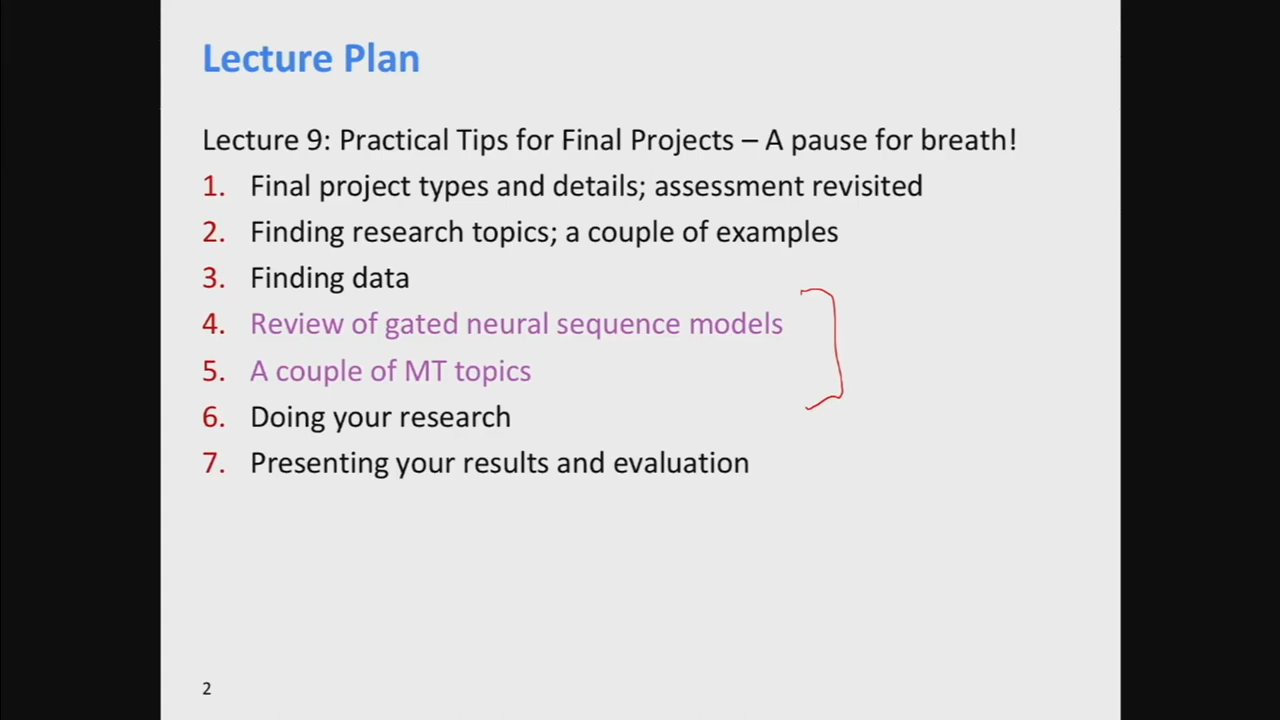 Lecture Plan
Lecture 9: Practical Tips for Final Projects – A pause for breath!
1. Final project types and details; assessment revisited
2. Finding research topics; a couple of examples
3. Finding data
4. Review of gated neural sequence models
5. A couple of MT topics
6. Doing your research
7. Presenting your results and evaluation
2